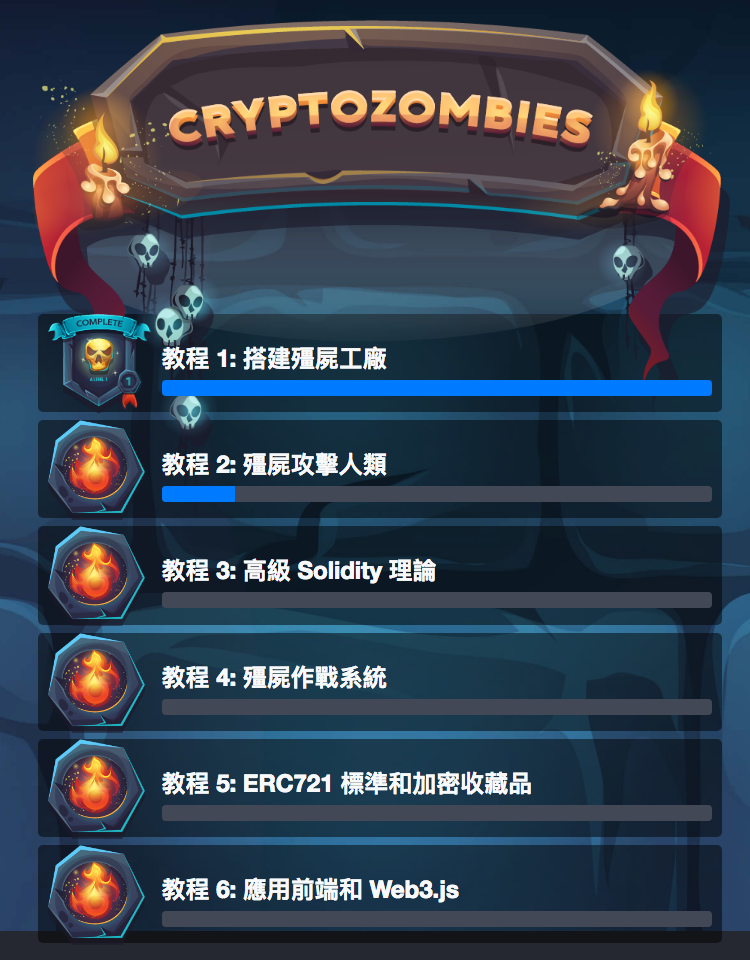 CRYPTOZOMBIES
COMPLETE
A LEVEL 1
1
教程 1: 搭建殭屍工廠
教程 2: 殭屍攻擊人類
教程 3: 高級 Solidity 理論
教程 4: 殭屍作戰系統
教程 5: ERC721 標準和加密收藏品
教程 6: 應用前端和 Web3.js